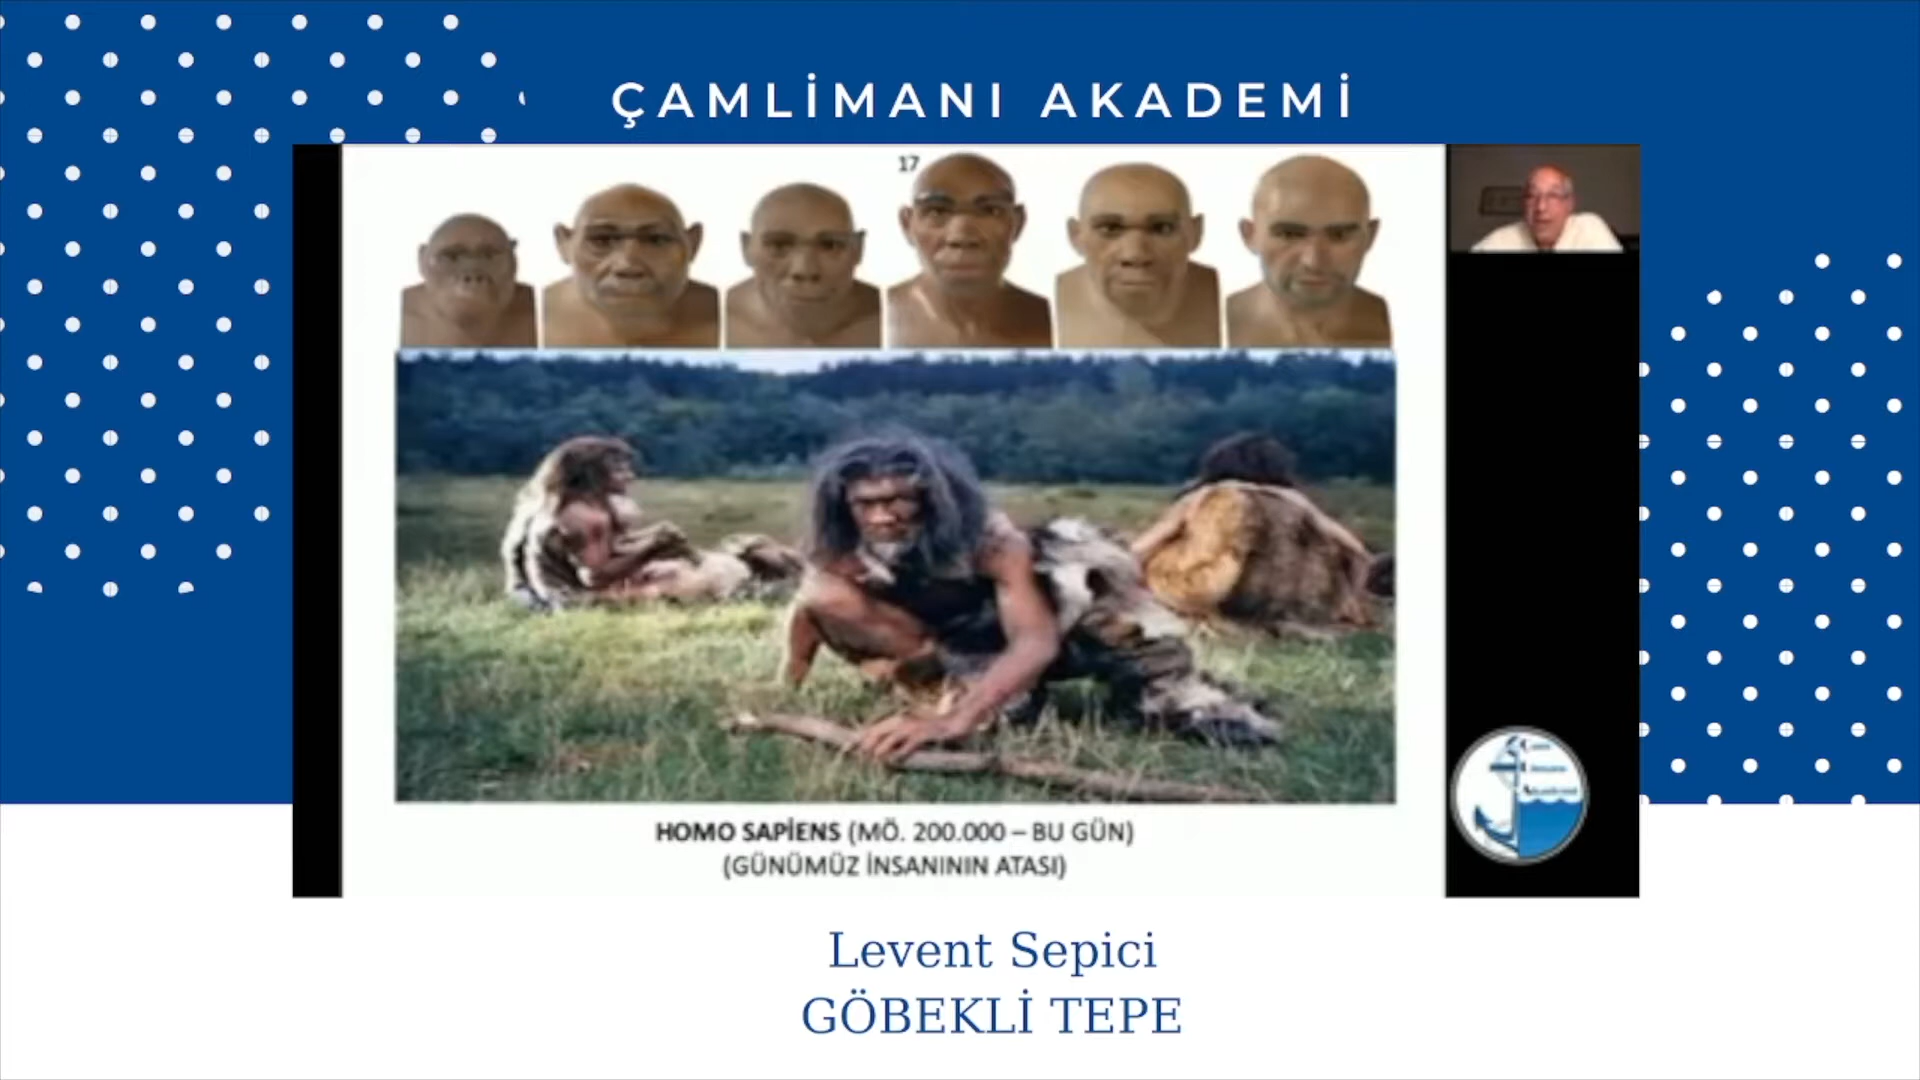 ÇAMLİMANI AKADEMİ
17
HOMO SAPİENS (MÖ. 200.000 – BU GÜN)
(GÜNÜMÜZ İNSANININ ATASI)
Levent Sepici
GÖBEKLİ TEPE